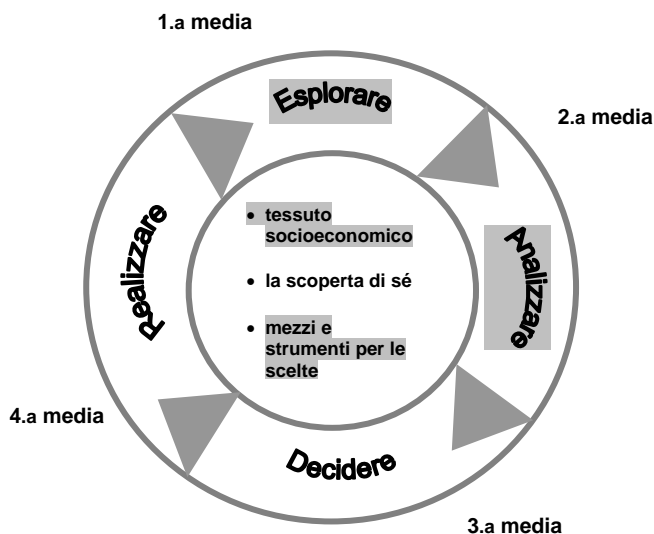 1.a media
Esplorare
2.a media
• tessuto
socioeconomico
• la scoperta di sé
• mezzi e
strumenti per le
scelte
Analizzare
Realizzare
4.a media
Decidere
3.a media